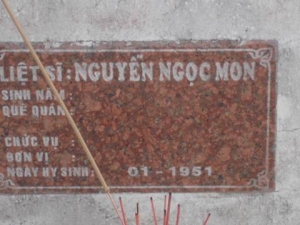 LIỆT SĨ : NGUYỄN NGỌC MON
SINH NĂM :
QUÊ QUÁN :
CHỨC VỤ :
ĐƠN VỊ :
NGÀY HY SINH : 01 - 1951